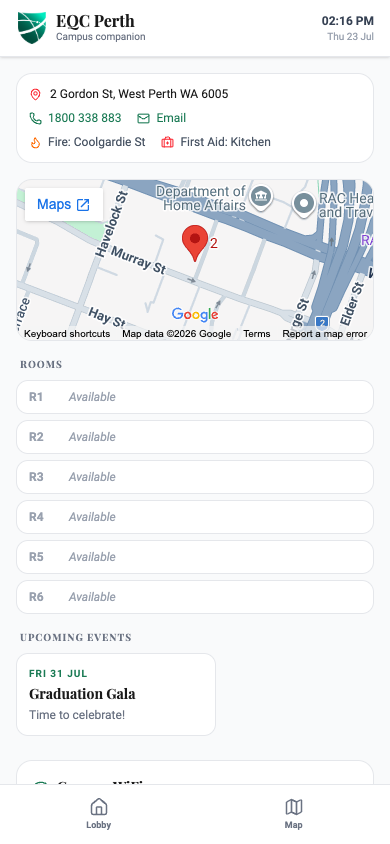 EQC Perth
Campus companion
02:16 PM
Thu 23 Jul
2 Gordon St, West Perth WA 6005
1800 338 883
Email
Fire: Coolgardie St
First Aid: Kitchen
Maps
Department of
Home Affairs
Havelock St
2
Murray St
Hay St
Elder St
Google
2
Keyboard shortcuts
Map data ©2026 Google
Terms
Report a map error
ROOMS
R1 Available
R2 Available
R3 Available
R4 Available
R5 Available
R6 Available
UPCOMING EVENTS
FRI 31 JUL
Graduation Gala
Time to celebrate!
Lobby
Map